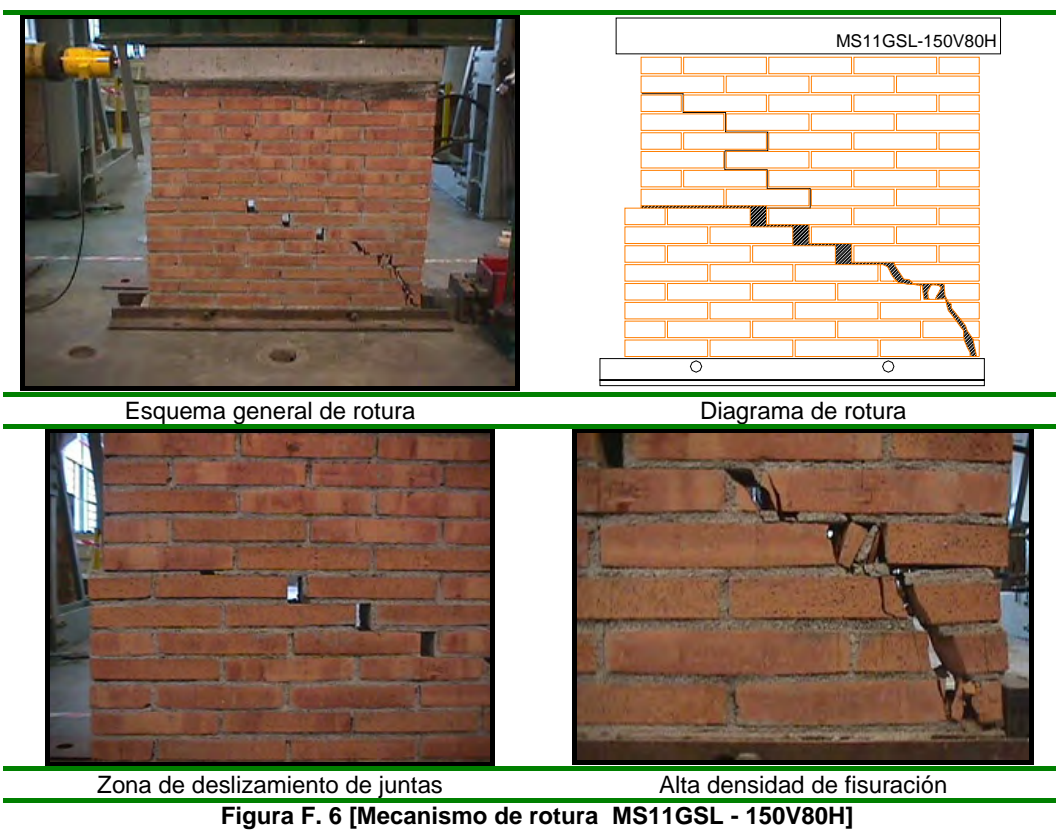 MS11GSL-150V80H
Esquema general de rotura
Diagrama de rotura
Zona de deslizamiento de juntas
Alta densidad de fisuración
Figura F. 6 [Mecanismo de rotura MS11GSL - 150V80H]